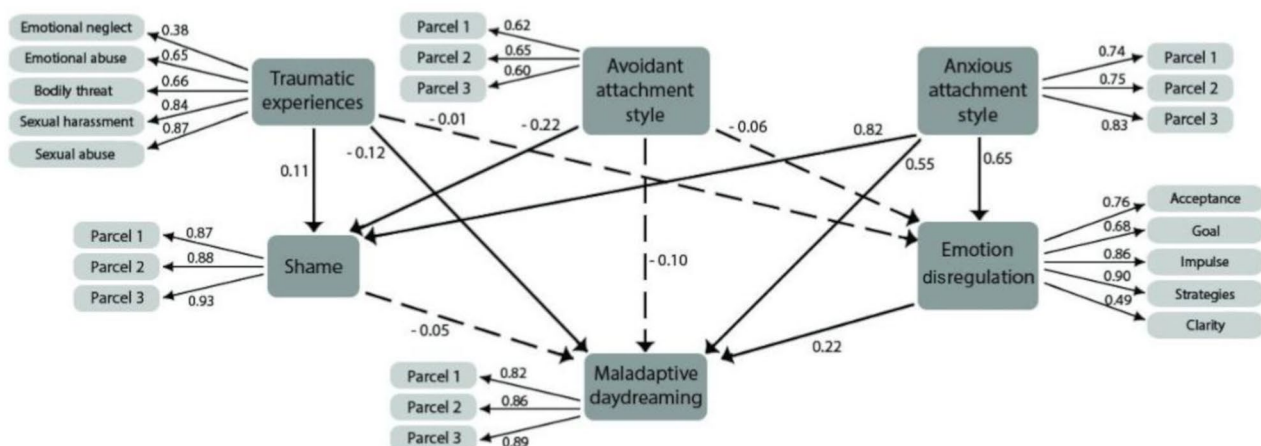 Emotional neglect
0.38
Emotional abuse
0.65
Bodily threat
0.66
Sexual harassment
0.84
Sexual abuse
0.87
Traumatic
experiences
Parcel 1
0.62
Parcel 2
0.65
Parcel 3
0.60
Avoidant
attachment
style
Anxious
attachment
style
0.74
Parcel 1
0.75
Parcel 2
0.83
Parcel 3
- 0.01
- 0.22
- 0.06
0.82
0.11
- 0.12
0.55
0.65
Parcel 1
0.87
Parcel 2
0.88
Parcel 3
0.93
Shame
- 0.10
Emotion
disregulation
0.76
Acceptance
0.68
Goal
0.86
Impulse
0.90
Strategies
0.49
Clarity
- 0.05
0.22
Parcel 1
0.82
Parcel 2
0.86
Parcel 3
0.89
Maladaptive
daydreaming